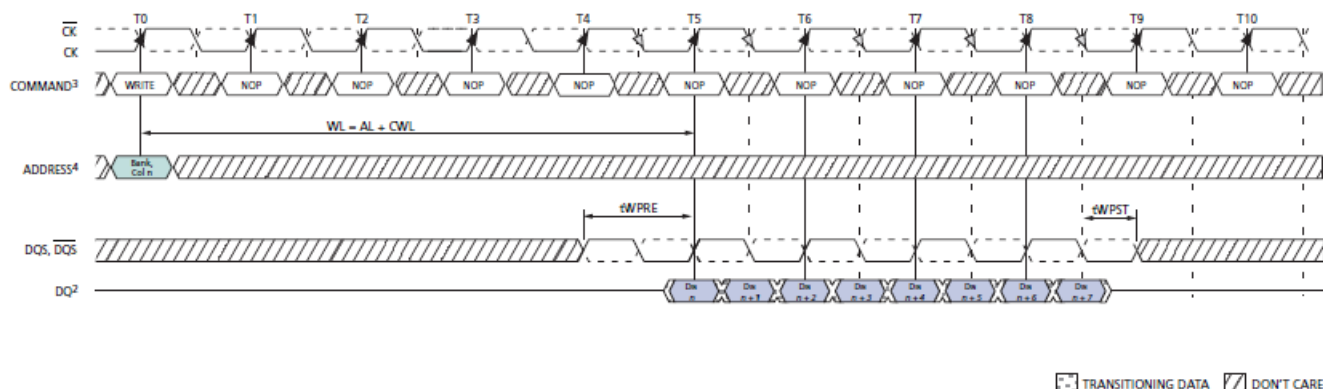 T0 T1 T2 T3 T4 T5 T6 T7 T8 T9 T10
CK
CK
COMMAND3 WRITE NOP NOP NOP NOP NOP NOP NOP NOP NOP NOP
WL = AL + CWL
ADDRESS4 Bank,
Col n
tWPRE tWPST
DQS, DQS
DQ2 Din Din Din Din Din Din Din Din
n n + 1 n + 2 n + 3 n + 4 n + 5 n + 6 n + 7
TRANSITIONING DATA DON'T CARE